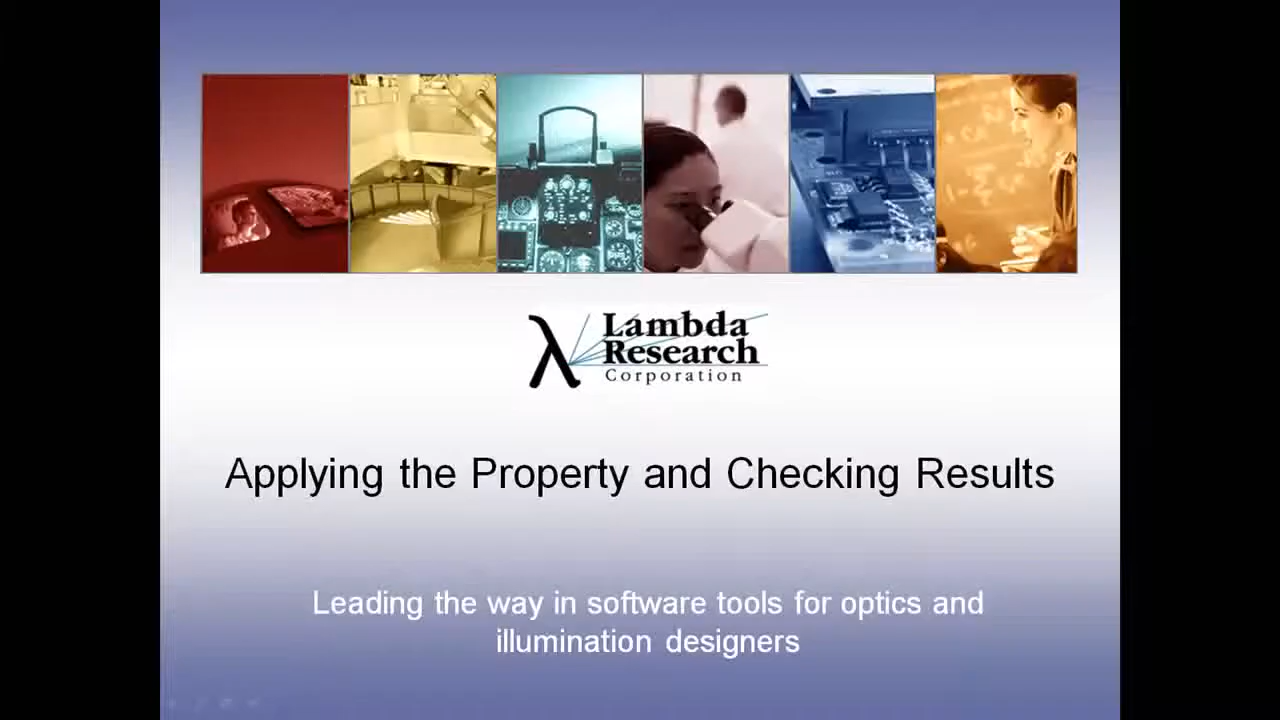 λ Lambda
Research
Corporation
Applying the Property and Checking Results
Leading the way in software tools for optics and
illumination designers